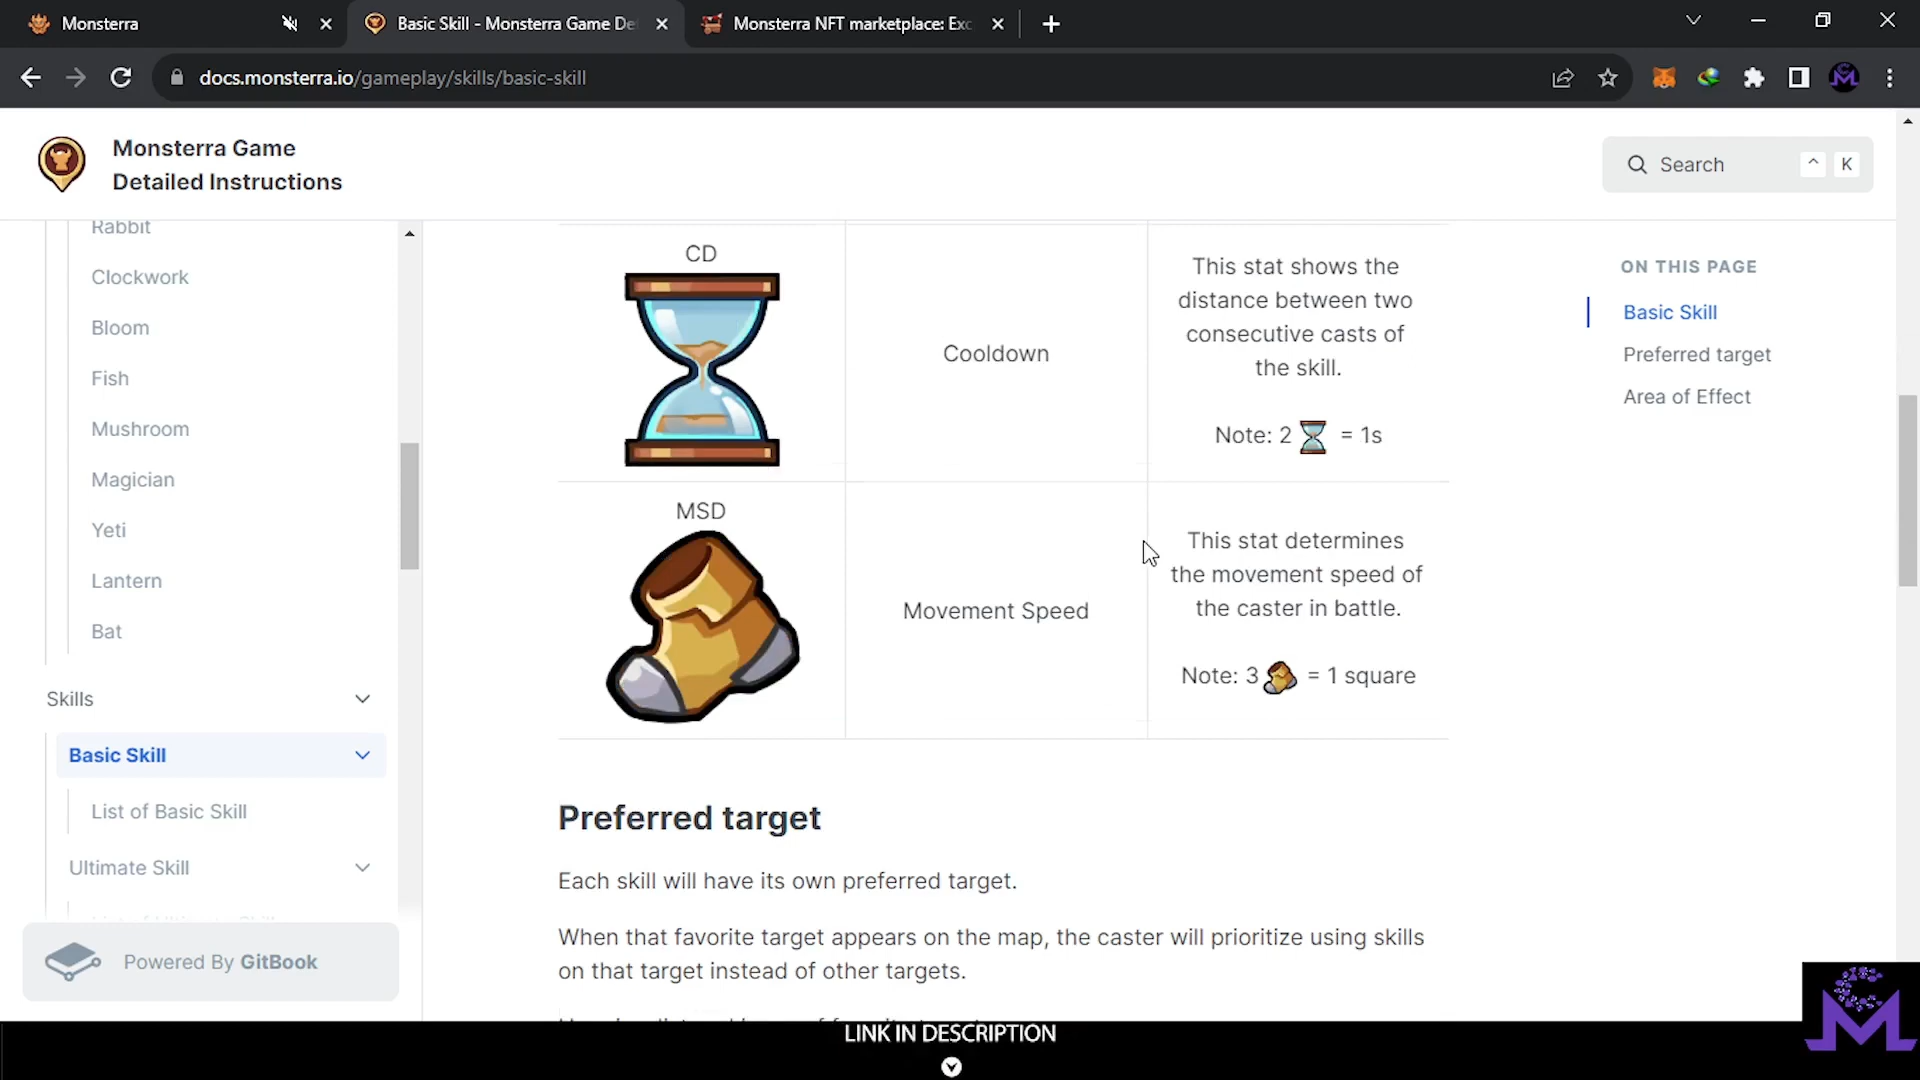 Monsterra
Basic Skill - Monsterra Game De
Monsterra NFT marketplace: Exc
docs.monsterra.io/gameplay/skills/basic-skill
Monsterra Game
Detailed Instructions
Search
^ K
Rabbit
Clockwork
Bloom
Fish
Mushroom
Magician
Yeti
Lantern
Bat
Skills
Basic Skill
List of Basic Skill
Ultimate Skill
Powered By GitBook
CD
Cooldown
This stat shows the
distance between two
consecutive casts of
the skill.
Note: 2 = 1s
MSD
Movement Speed
This stat determines
the movement speed of
the caster in battle.
Note: 3 = 1 square
Preferred target
Each skill will have its own preferred target.
When that favorite target appears on the map, the caster will prioritize using skills
on that target instead of other targets.
ON THIS PAGE
Basic Skill
Preferred target
Area of Effect
LINK IN DESCRIPTION